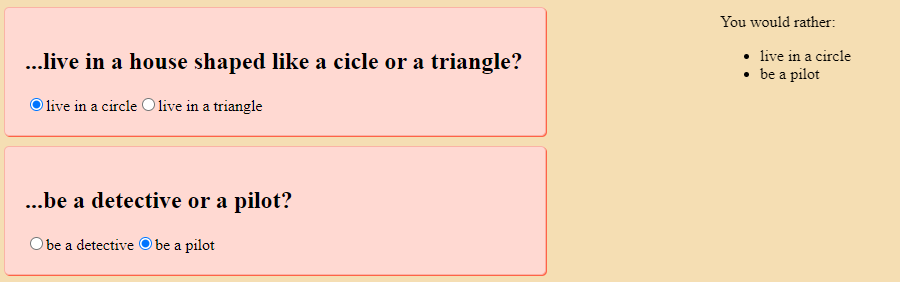 ...live in a house shaped like a cicle or a triangle?
live in a circle live in a triangle
...be a detective or a pilot?
be a detective be a pilot
You would rather:
live in a circle
be a pilot